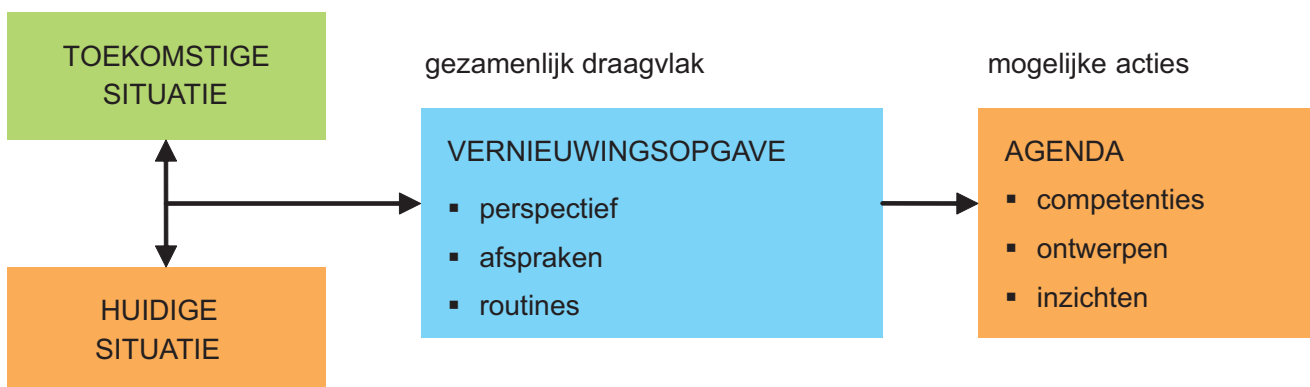 TOEKOMSTIGE
SITUATIE
HUIDIGE
SITUATIE
gezamenlijk draagvlak
VERNIEUWINGSOPGAVE
▪ perspectief
▪ afspraken
▪ routines
mogelijke acties
AGENDA
▪ competenties
▪ ontwerpen
▪ inzichten